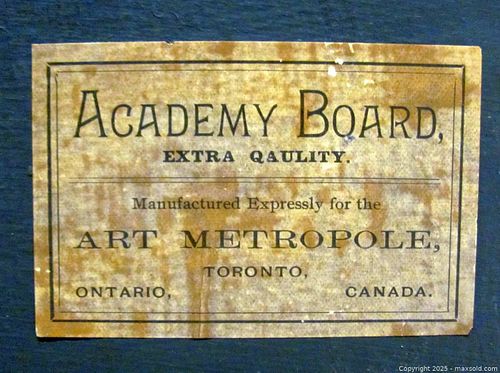 ACADEMY BOARD,
EXTRA QAULITY.
Manufactured Expressly for the
ART METROPOLE,
TORONTO,
ONTARIO, CANADA.
Copyright 2025 - maxsold.com